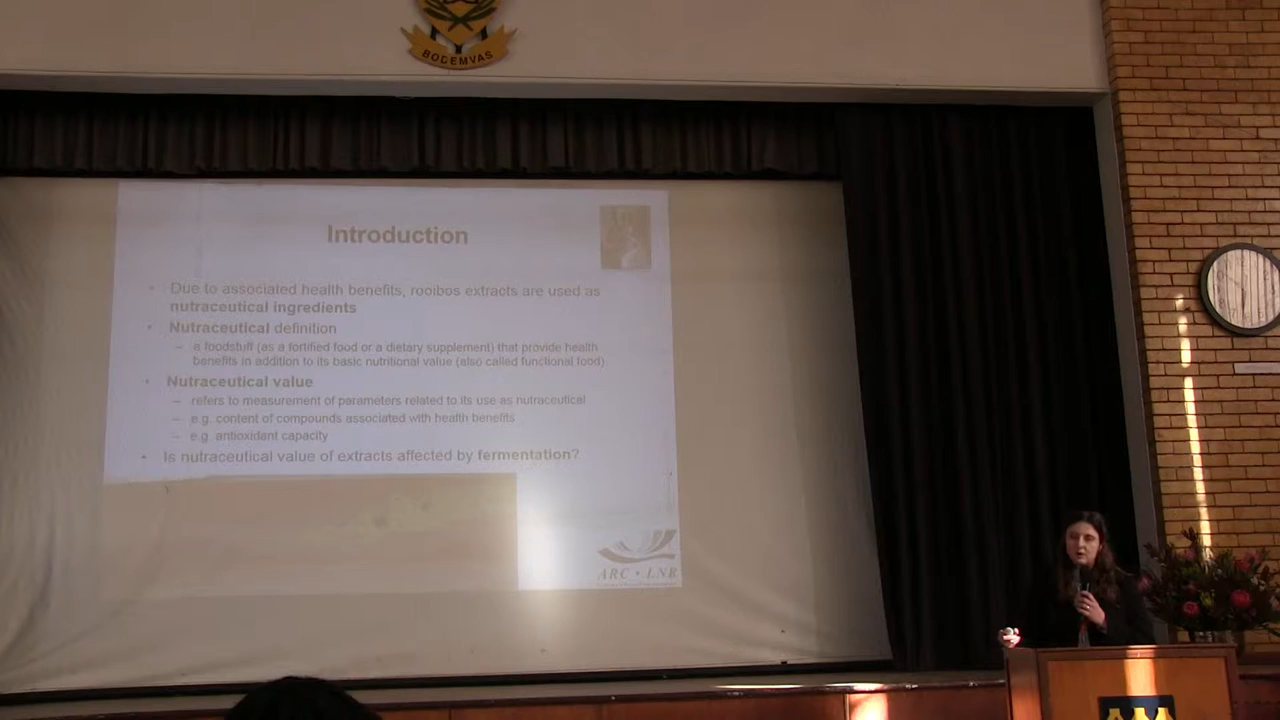 BODEMVAS
Introduction
• Due to associated health benefits, rooibos extracts are used as
nutraceutical ingredients
• Nutraceutical definition
– a foodstuff (as a fortified food or a dietary supplement) that provide health
benefits in addition to its basic nutritional value (also called functional food)
• Nutraceutical value
– refers to measurement of parameters related to its use as nutraceutical
– e.g. content of compounds associated with health benefits
– e.g. antioxidant capacity
• Is nutraceutical value of extracts affected by fermentation?
ARC • LNR